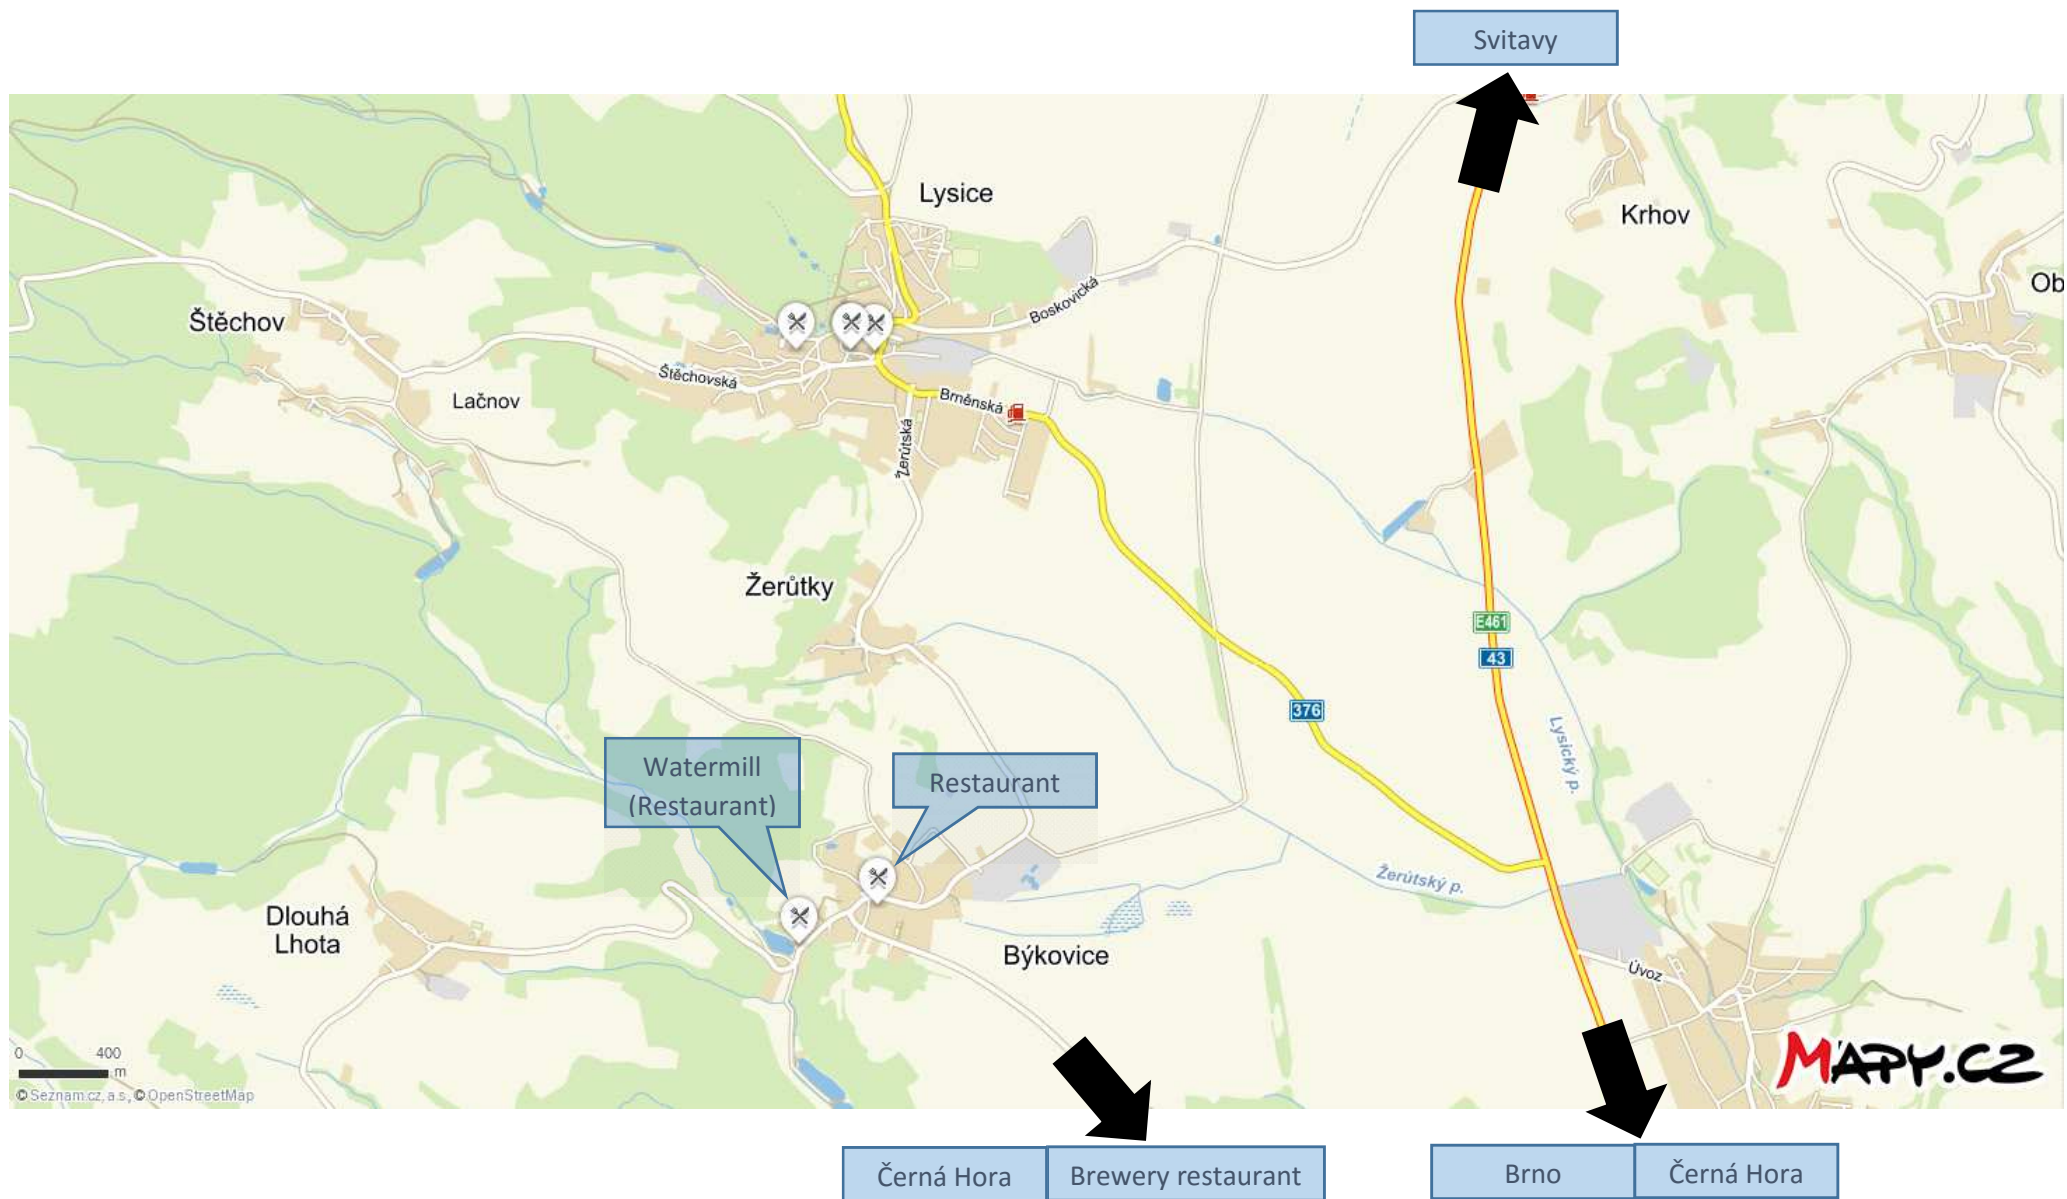 Svitavy
Lysice
Krhov
Ob
Boskovická
Štěchov
Štěchovská
Lačnov
Brněnská
Žerůtská
Žerůtky
E461
43
376
Lysický p.
Watermill
(Restaurant)
Restaurant
Žerůtský p.
Dlouhá
Lhota
Býkovice
Úvoz
0 400
m
MAPY.CZ
© Seznam.cz, a.s., © OpenStreetMap
Černá Hora
Brewery restaurant
Brno
Černá Hora